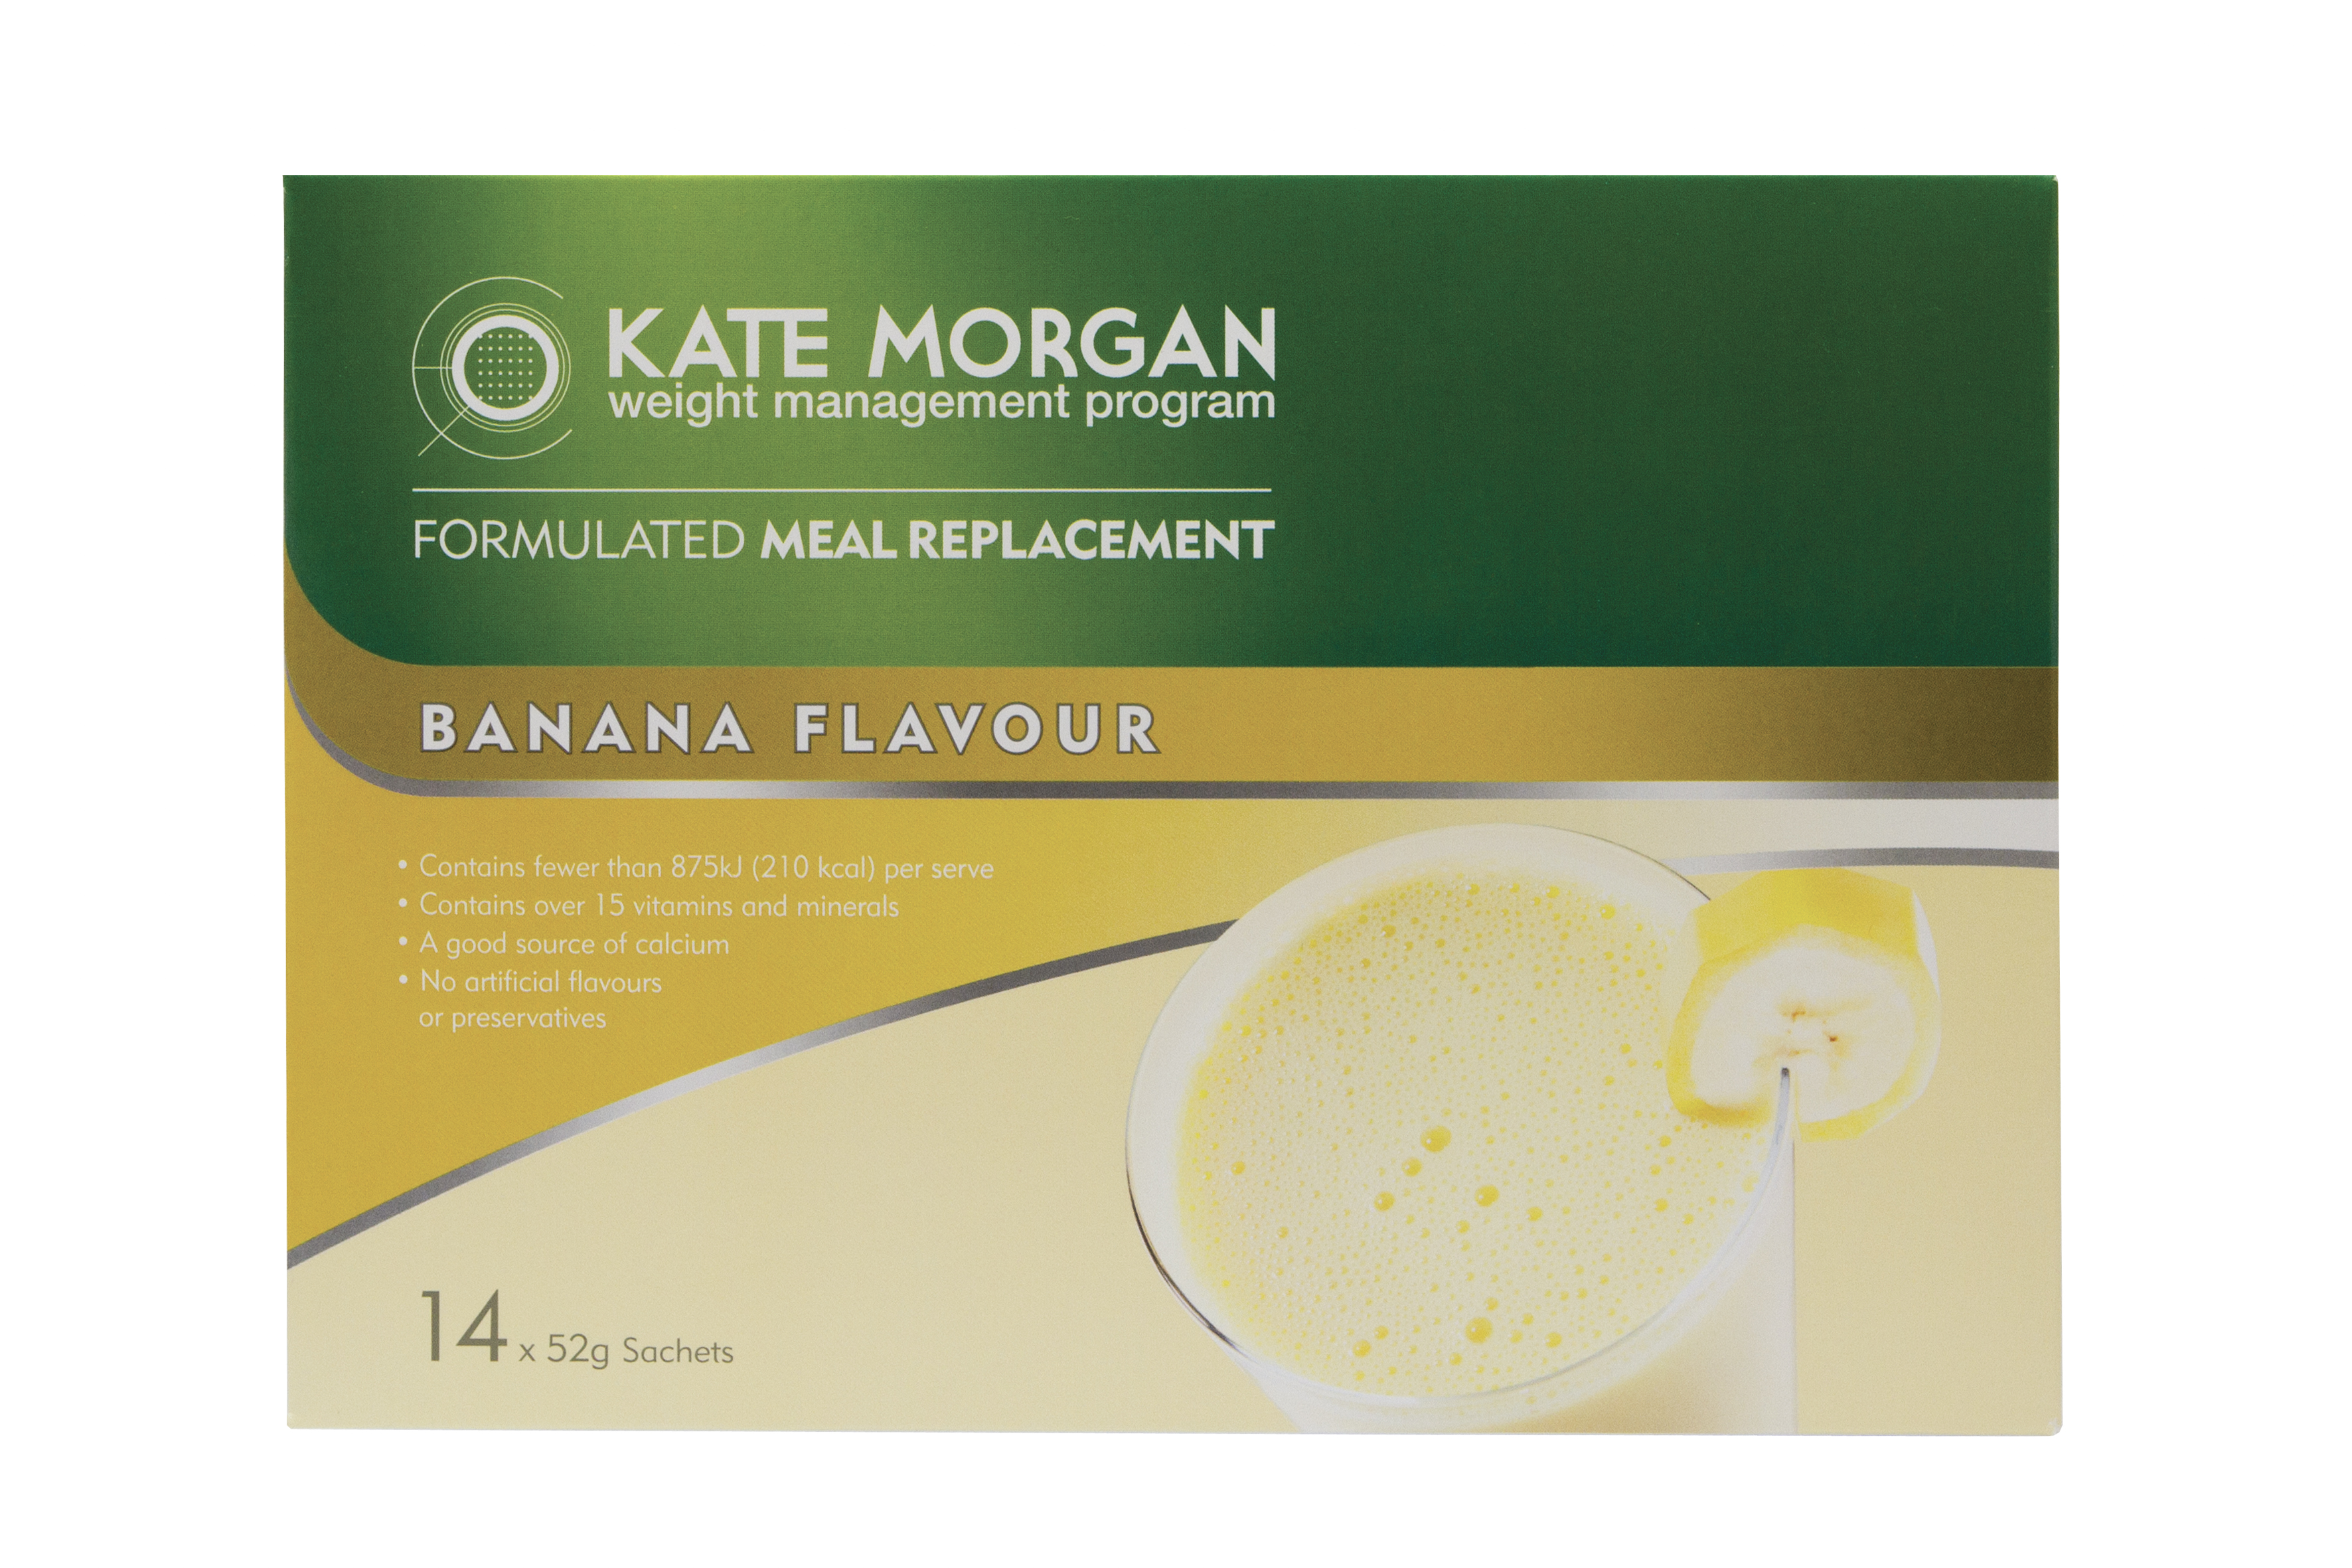 KATE MORGAN
weight management program
FORMULATED MEAL REPLACEMENT
BANANA FLAVOUR
• Contains fewer than 875kJ (210 kcal) per serve
• Contains over 15 vitamins and minerals
• A good source of calcium
• No artificial flavours
or preservatives
14 x 52g Sachets